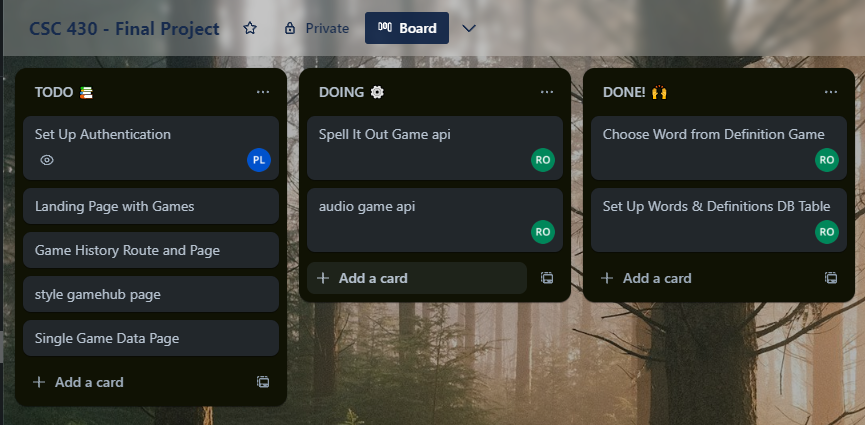 CSC 430 - Final Project
Private
Board
TODO 📚
Set Up Authentication
PL
Landing Page with Games
Game History Route and Page
style gamehub page
Single Game Data Page
+ Add a card
DOING ⚙️
Spell It Out Game api
RO
audio game api
RO
+ Add a card
DONE! 🙌
Choose Word from Definition Game
RO
Set Up Words & Definitions DB Table
RO
+ Add a card